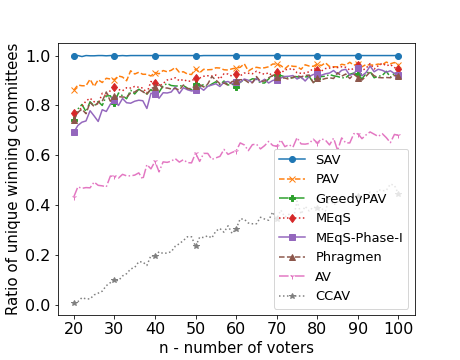 Ratio of unique winning committees
1.0
0.8
0.6
0.4
0.2
0.0
20 30 40 50 60 70 80 90 100
n - number of voters
SAV
PAV
GreedyPAV
MEqS
MEqS-Phase-I
Phragmen
AV
CCAV